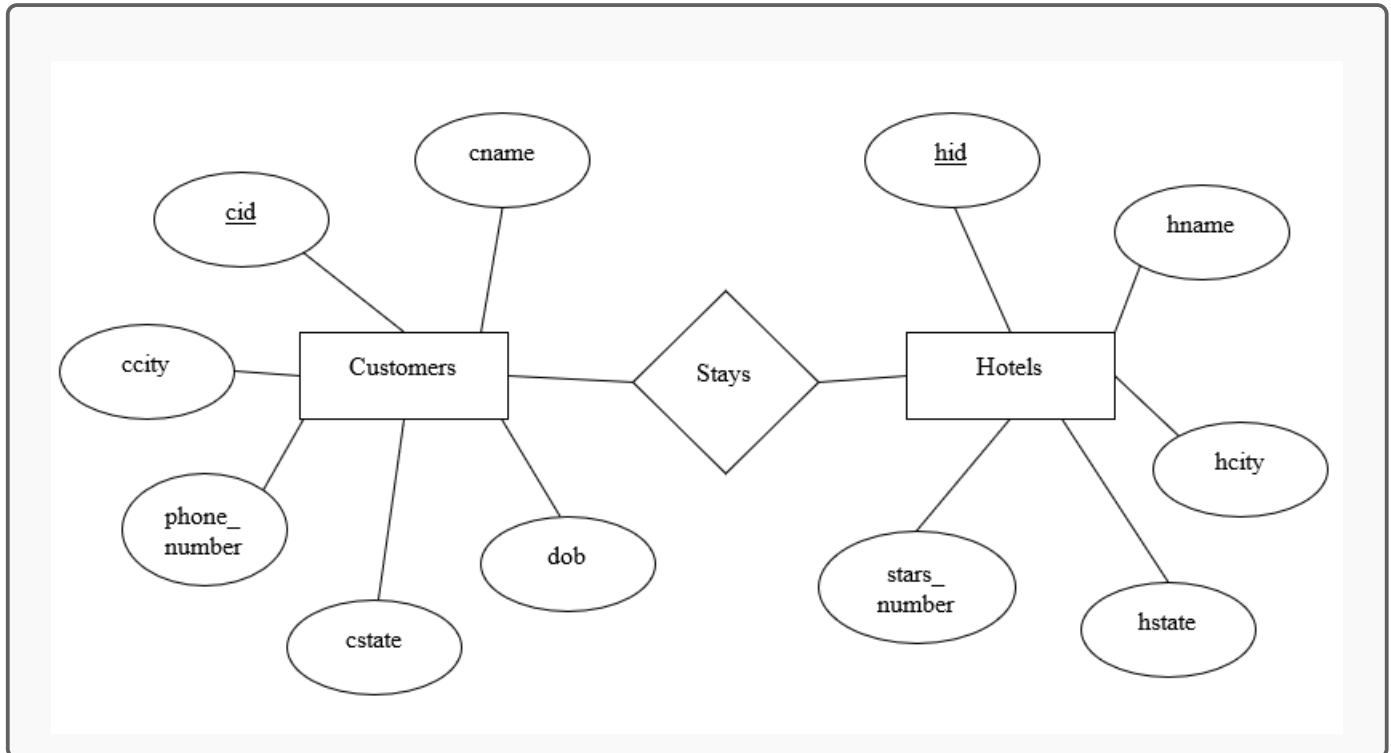 cname
hid
cid
hname
ccity
Customers
Stays
Hotels
hcity
phone_
number
dob
stars_
number
cstate
hstate